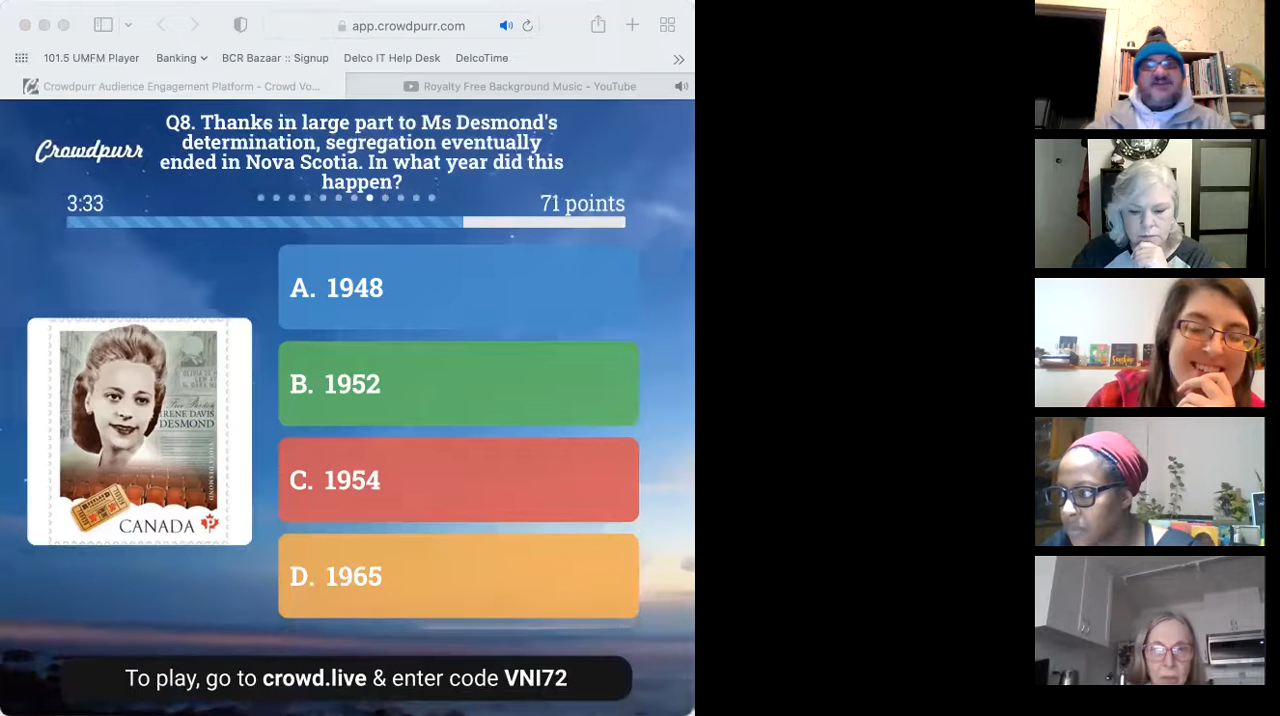 app.crowdpurr.com
101.5 UMFM Player Banking BCR Bazaar :: Signup Delco IT Help Desk DelcoTime
Crowdpurr Audience Engagement Platform - Crowd Vo... Royalty Free Background Music - YouTube
Crowdpurr
Q8. Thanks in large part to Ms Desmond's
determination, segregation eventually
ended in Nova Scotia. In what year did this
happen?
3:33 71 points
A. 1948
B. 1952
C. 1954
D. 1965
IRENE DAVIS
DESMOND
CANADA P
To play, go to crowd.live & enter code VNI72